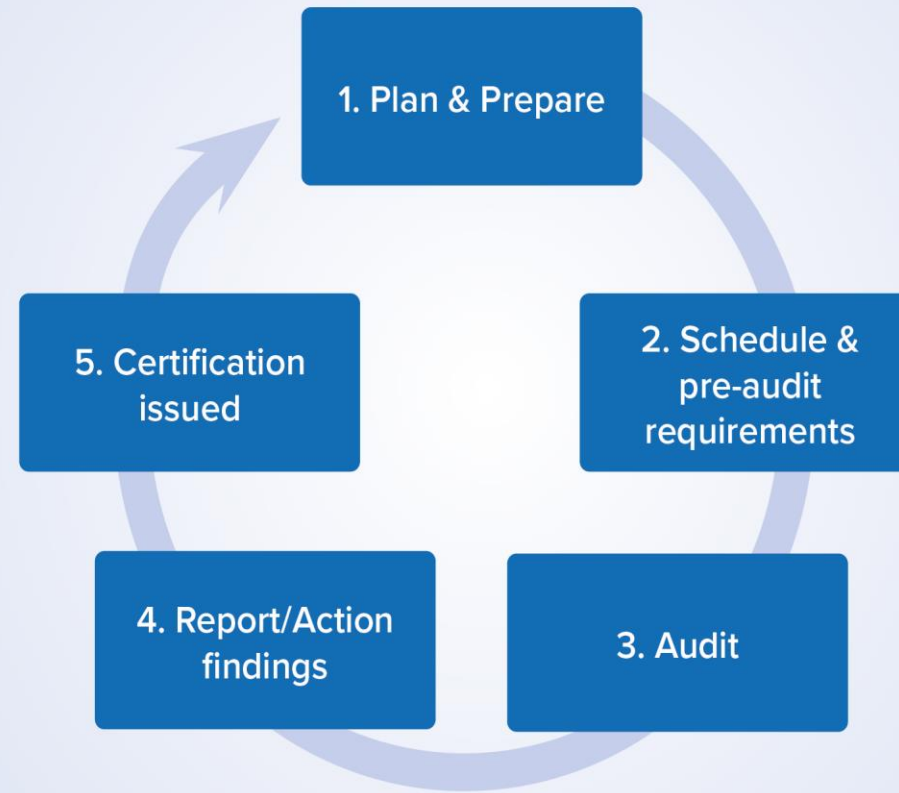 1. Plan & Prepare
2. Schedule &
pre-audit
requirements
3. Audit
4. Report/Action
findings
5. Certification
issued